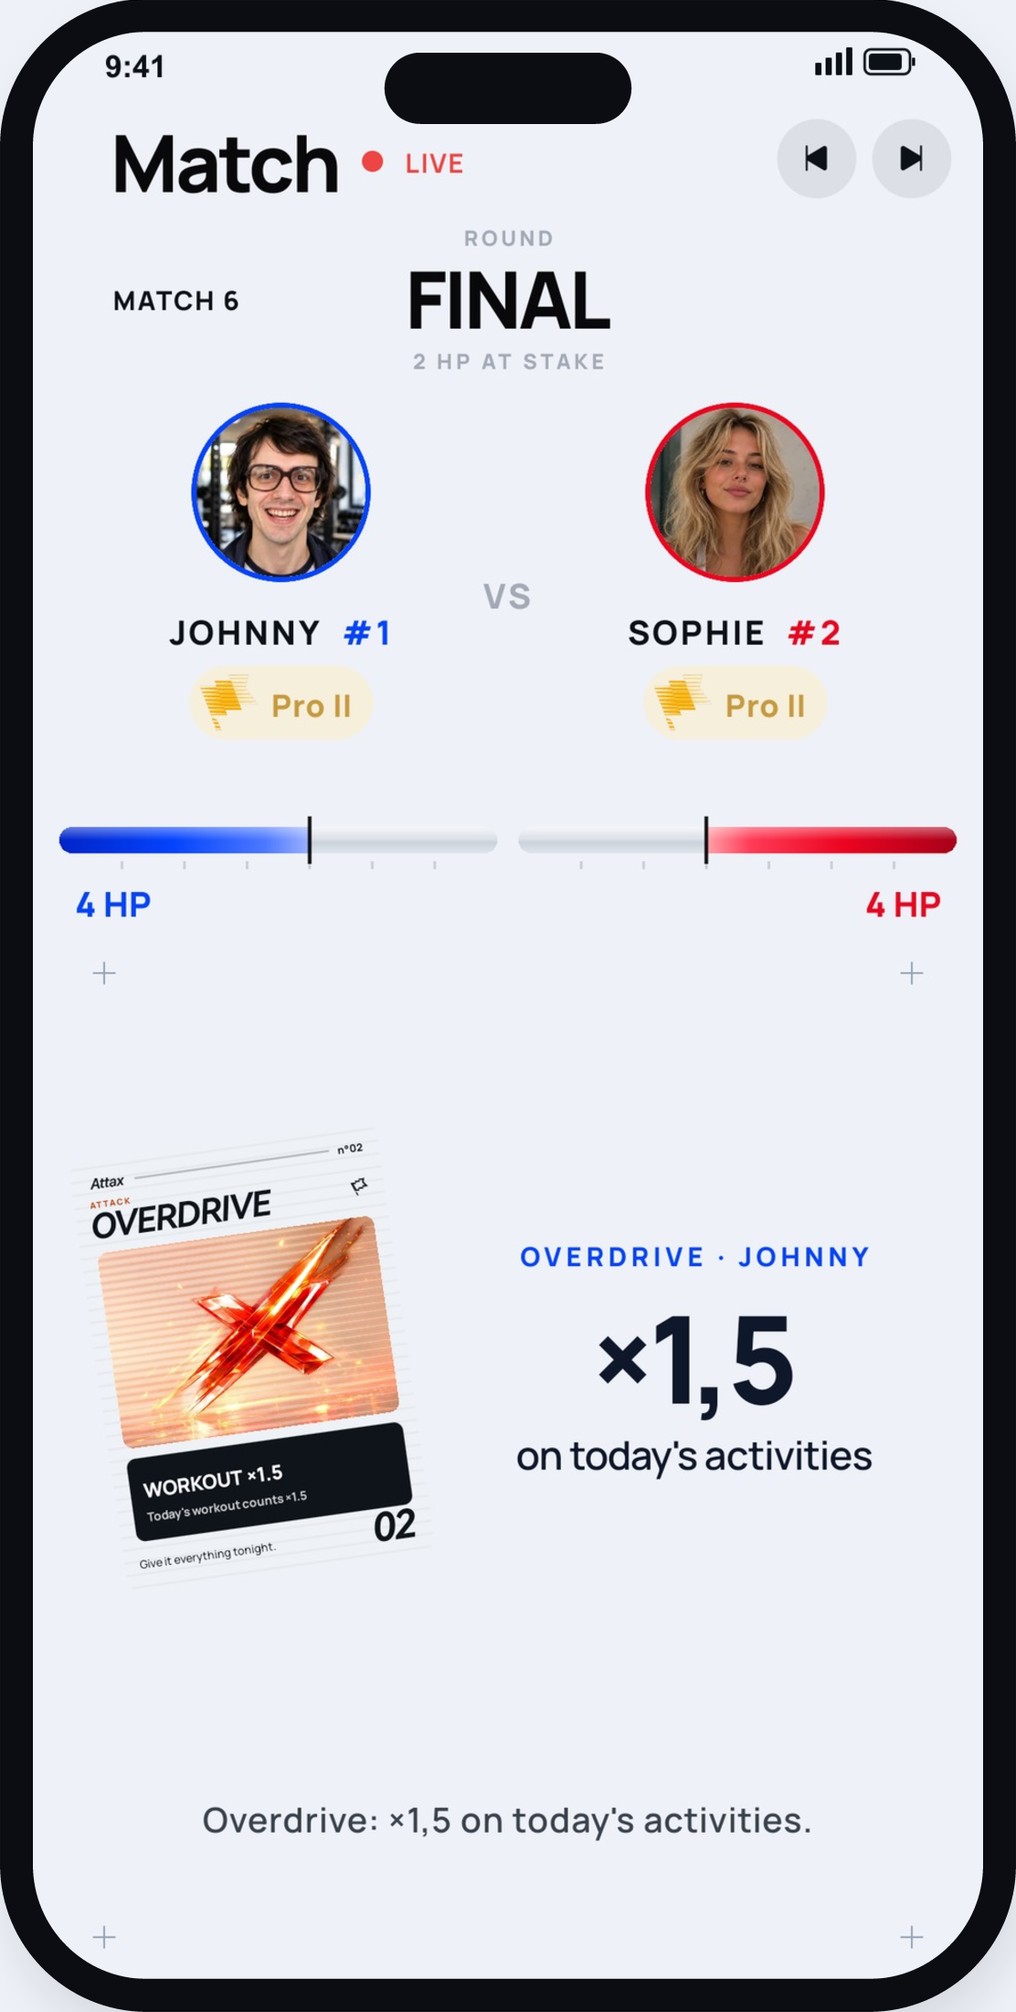 9:41
Match LIVE
ROUND
MATCH 6
FINAL
2 HP AT STAKE
VS
JOHNNY #1
SOPHIE #2
Pro II
Pro II
4 HP
4 HP
Attax n°02
ATTACK
OVERDRIVE
WORKOUT ×1.5
Today's workout counts ×1.5
02
Give it everything tonight.
OVERDRIVE · JOHNNY
×1,5
on today's activities
Overdrive: ×1,5 on today's activities.